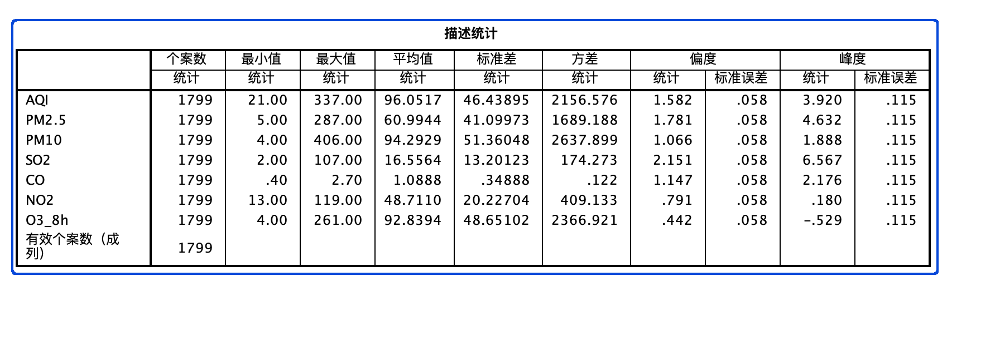 描述统计
个案数 最小值 最大值 平均值 标准差 方差 偏度 峰度
统计 统计 统计 统计 统计 统计 统计 标准误差 统计 标准误差
AQI 1799 21.00 337.00 96.0517 46.43895 2156.576 1.582 .058 3.920 .115
PM2.5 1799 5.00 287.00 60.9944 41.09973 1689.188 1.781 .058 4.632 .115
PM10 1799 4.00 406.00 94.2929 51.36048 2637.899 1.066 .058 1.888 .115
SO2 1799 2.00 107.00 16.5564 13.20123 174.273 2.151 .058 6.567 .115
CO 1799 .40 2.70 1.0888 .34888 .122 1.147 .058 2.176 .115
NO2 1799 13.00 119.00 48.7110 20.22704 409.133 .791 .058 .180 .115
O3_8h 1799 4.00 261.00 92.8394 48.65102 2366.921 .442 .058 -.529 .115
有效个案数（成
列） 1799